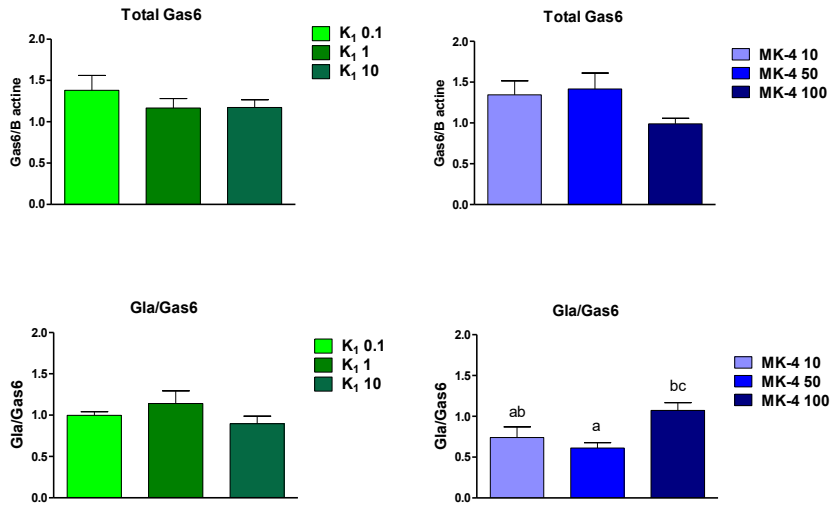 Total Gas6
2.0
1.5
1.0
0.5
0.0
Gas6/B actine
K₁ 0.1
K₁ 1
K₁ 10
Total Gas6
2.0
1.5
1.0
0.5
0.0
Gas6/B actine
MK-4 10
MK-4 50
MK-4 100
Gla/Gas6
2.0
1.5
1.0
0.5
0.0
Gla/Gas6
K₁ 0.1
K₁ 1
K₁ 10
Gla/Gas6
2.0
1.5
1.0
0.5
0.0
Gla/Gas6
ab
a
bc
MK-4 10
MK-4 50
MK-4 100